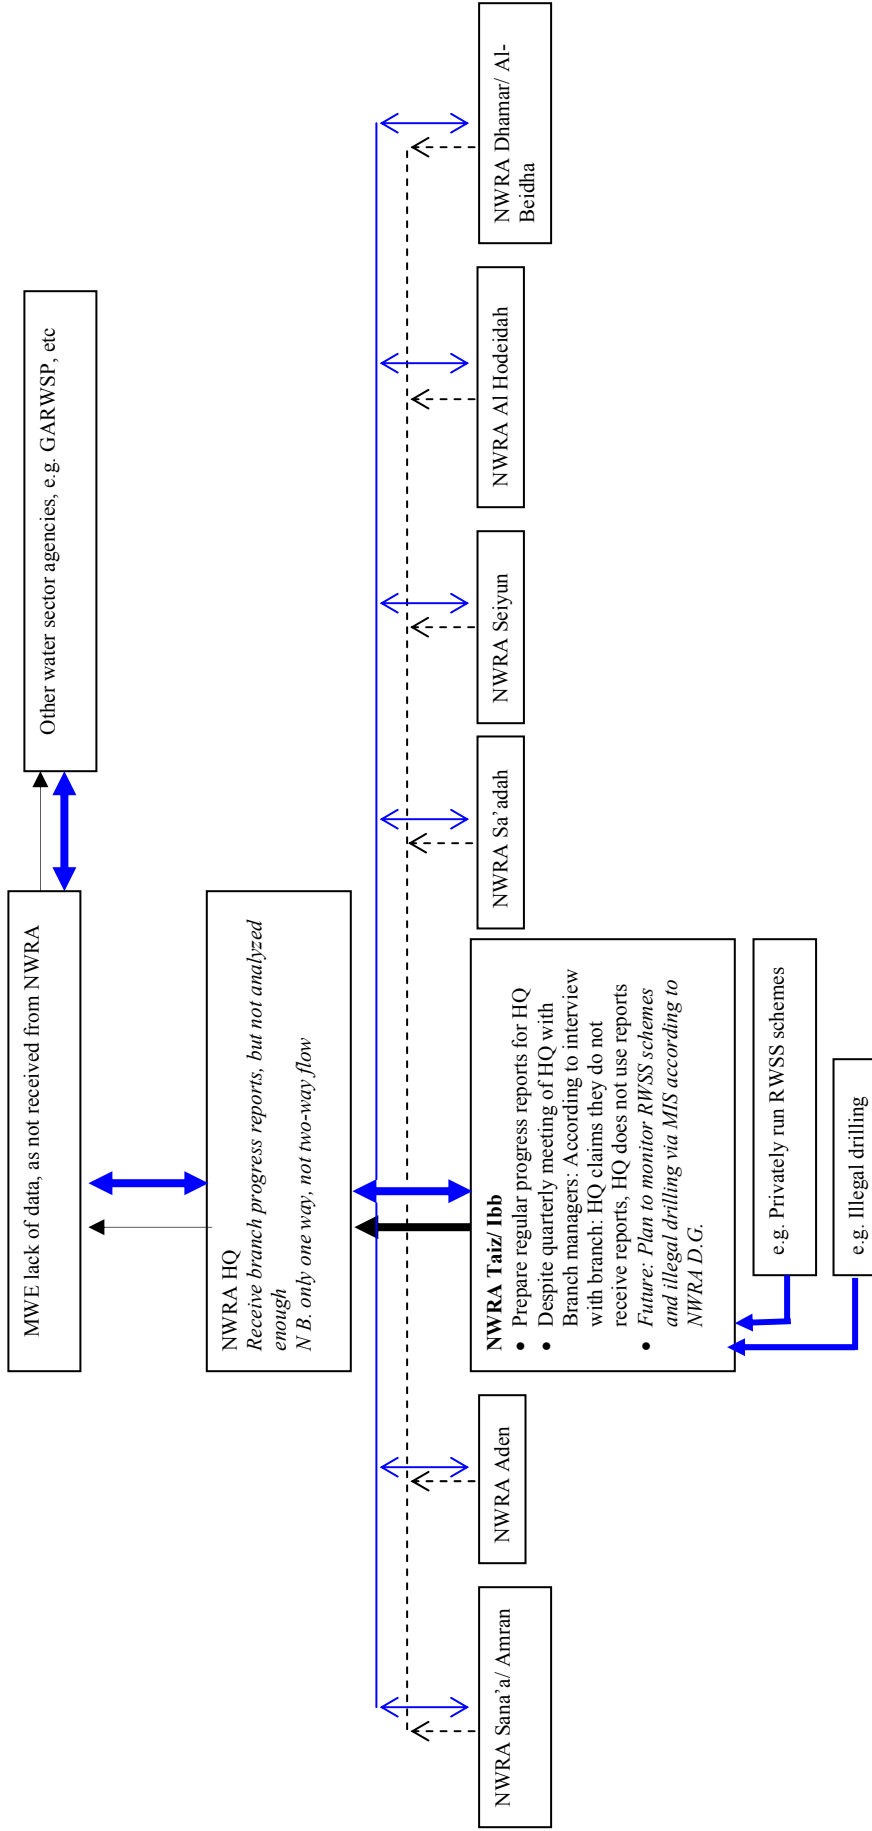 MWE lack of data, as not received from NWRA
Other water sector agencies, e.g. GARWSP, etc
NWRA HQ
Receive branch progress reports, but not analyzed
enough
N B. only one way, not two-way flow
NWRA Sana’a/ Amran
NWRA Aden
NWRA Taiz/ Ibb
• Prepare regular progress reports for HQ
• Despite quarterly meeting of HQ with
Branch managers: According to interview
with branch: HQ claims they do not
receive reports, HQ does not use reports
• Future: Plan to monitor RWSS schemes
and illegal drilling via MIS according to
NWRA D.G.
NWRA Sa’adah
NWRA Seiyun
NWRA Al Hodeidah
NWRA Dhamar/ Al-
Beidha
e.g. Privately run RWSS schemes
e.g. Illegal drilling